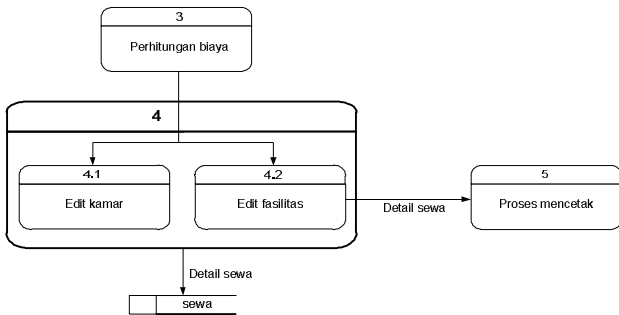 3
Perhitungan biaya
4
4.1
Edit kamar
4.2
Edit fasilitas
Detail sewa
5
Proses mencetak
Detail sewa
sewa